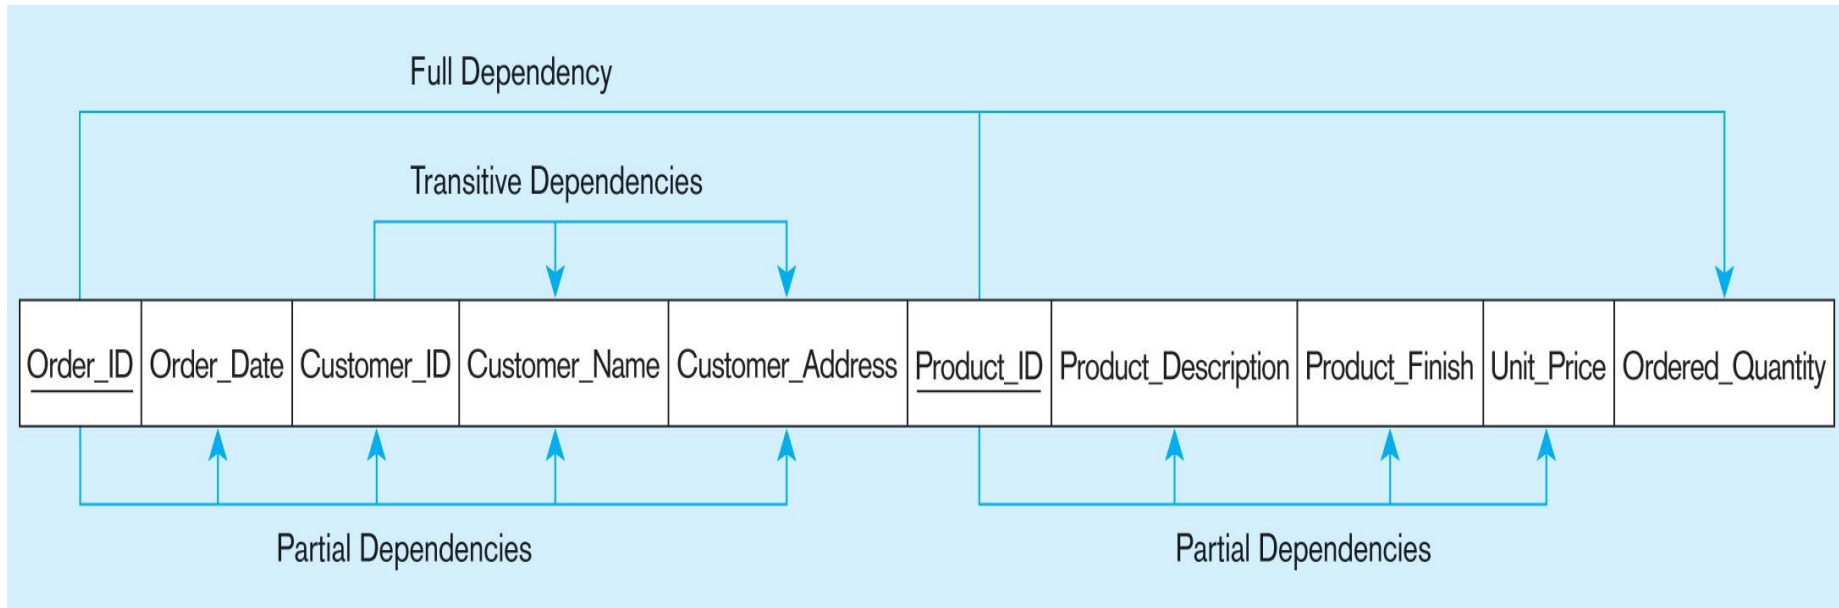 Full Dependency
Transitive Dependencies
Order_ID Order_Date Customer_ID Customer_Name Customer_Address Product_ID Product_Description Product_Finish Unit_Price Ordered_Quantity
Partial Dependencies Partial Dependencies